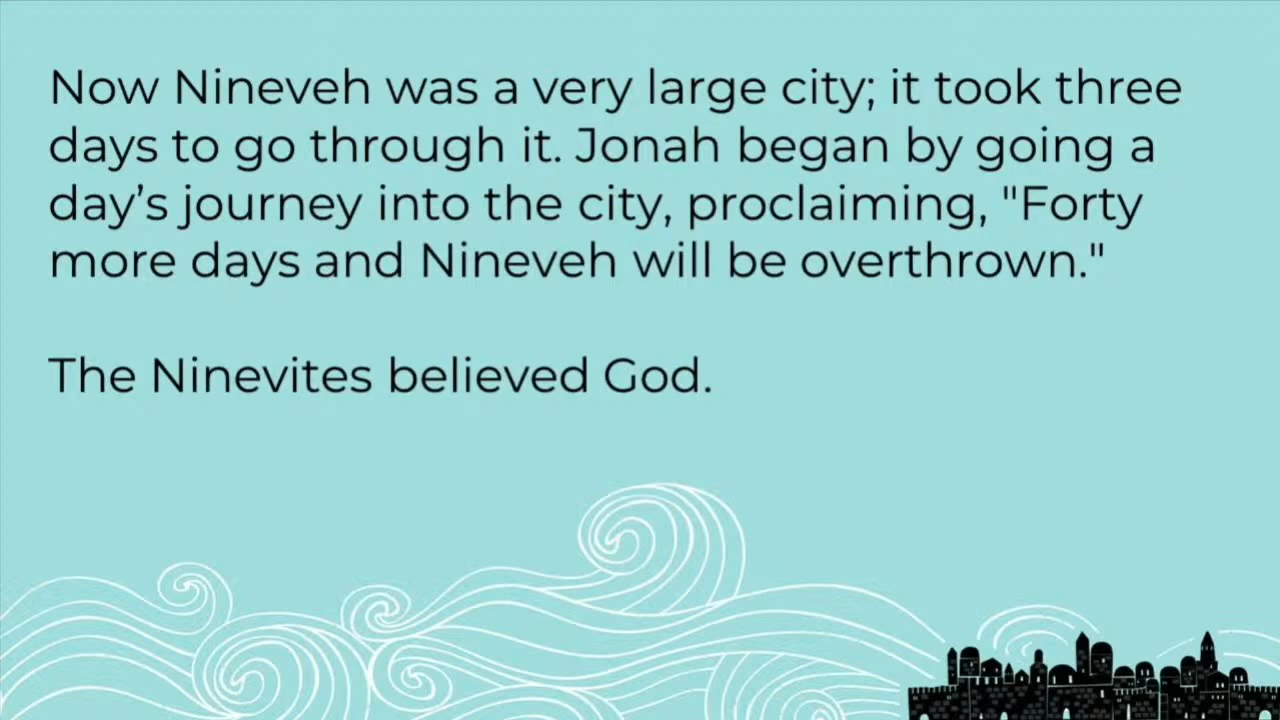 Now Nineveh was a very large city; it took three
days to go through it. Jonah began by going a
day’s journey into the city, proclaiming, "Forty
more days and Nineveh will be overthrown."
The Ninevites believed God.